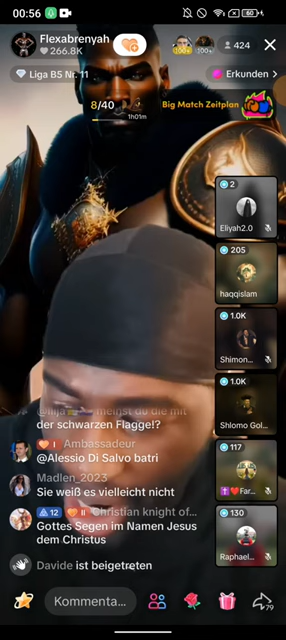 00:56
60
Flexabrenyah
266.8K
424
Liga B5 Nr. 11
Erkunden
8/40
1h01m
Big Match Zeitplan
2
Eliyah2.0
205
haqqislam
1.0K
Shimon...
1.0K
Shlomo Gol...
117
Far...
130
Raphael...
meinst du die mit
der schwarzen Flagge!?
I Ambassadeur
@Alessio Di Salvo batri
Madlen_2023
Sie weiß es vielleicht nicht
12 II Christian knight of...
Gottes Segen im Namen Jesus
dem Christus
Davide ist beigetreten
Kommenta...
79